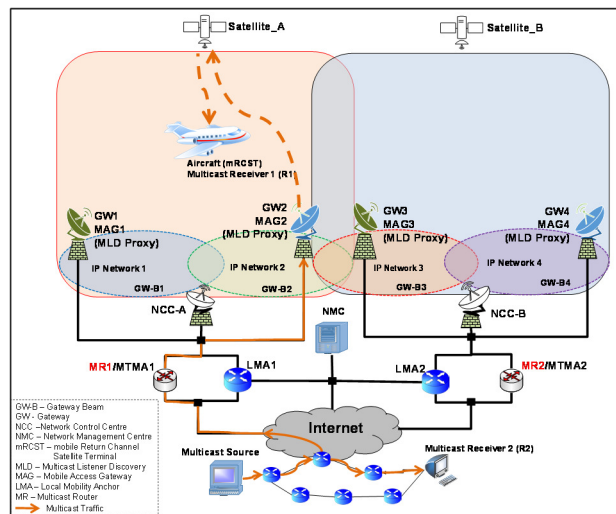 Satellite_A
Satellite_B
Aircraft (mRCST)
Multicast Receiver 1 (R1)
GW1
MAG1
(MLD Proxy)
GW2
MAG2
(MLD Proxy)
GW3
MAG3
(MLD Proxy)
GW4
MAG4
(MLD Proxy)
IP Network 1
IP Network 2
IP Network 3
IP Network 4
GW-B1
GW-B2
GW-B3
GW-B4
NCC-A
NCC-B
NMC
MR1/MTMA1
LMA1
LMA2
MR2/MTMA2
Internet
Multicast Source
Multicast Receiver 2 (R2)
GW-B – Gateway Beam
GW - Gateway
NCC –Network Control Centre
NMC – Network Management Centre
mRCST – mobile Return Channel
Satellite Terminal
MLD – Multicast Listener Discovery
MAG – Mobile Access Gateway
LMA – Local Mobility Anchor
MR – Multicast Router
Multicast Traffic